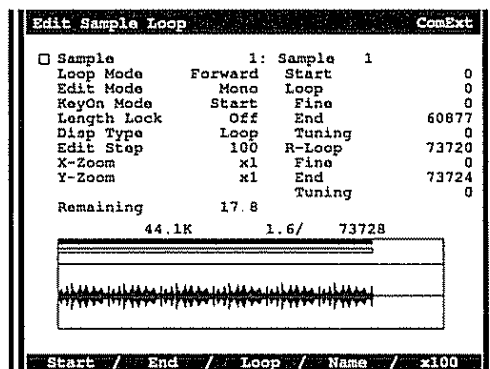 Edit Sample Loop ComExt
Sample 1: Sample 1
Loop Mode Forward Start 0
Edit Mode Mono Loop 0
KeyOn Mode Start Fine 0
Length Lock Off End 60877
Disp Type Loop Tuning 0
Edit Step 100 R-Loop 73720
X-Zoom x1 Fine 0
Y-Zoom x1 End 73724
Tuning 0
Remaining 17.8
44.1K 1.6/ 73728
Start / End / Loop / Name / x100